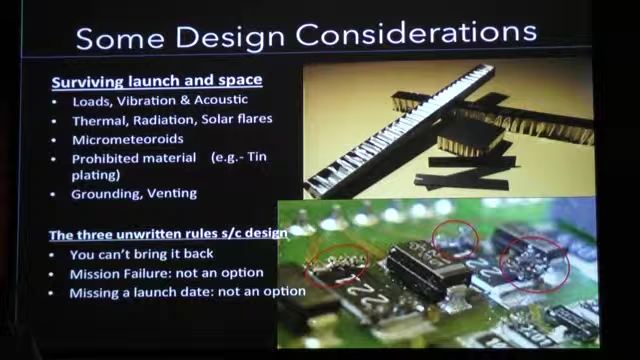 Some Design Considerations
Surviving launch and space
• Loads, Vibration & Acoustic
• Thermal, Radiation, Solar flares
• Micrometeoroids
• Prohibited material (e.g.- Tin
plating)
• Grounding, Venting
The three unwritten rules s/c design
• You can't bring it back
• Mission Failure: not an option
• Missing a launch date: not an option